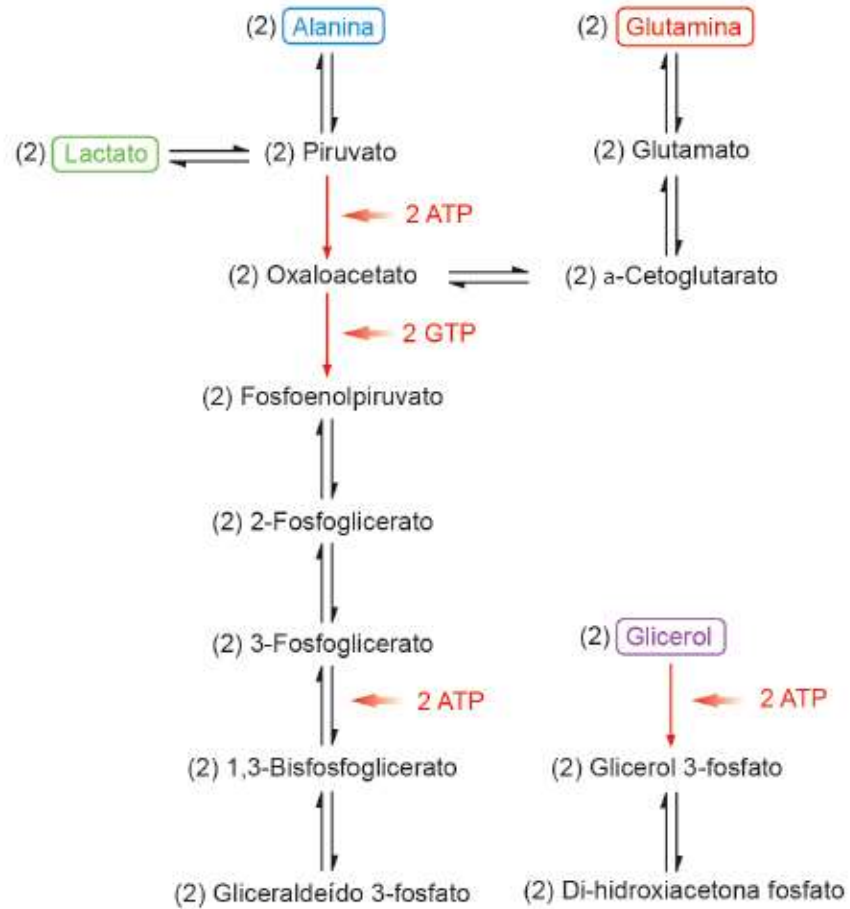 (2) Alanina (2) Glutamina
(2) Lactato (2) Piruvato (2) Glutamato
2 ATP
(2) Oxaloacetato (2) a-Cetoglutarato
2 GTP
(2) Fosfoenolpiruvato
(2) 2-Fosfoglicerato
(2) 3-Fosfoglicerato (2) Glicerol
2 ATP 2 ATP
(2) 1,3-Bisfosfoglicerato (2) Glicerol 3-fosfato
(2) Gliceraldeído 3-fosfato (2) Di-hidroxiacetona fosfato